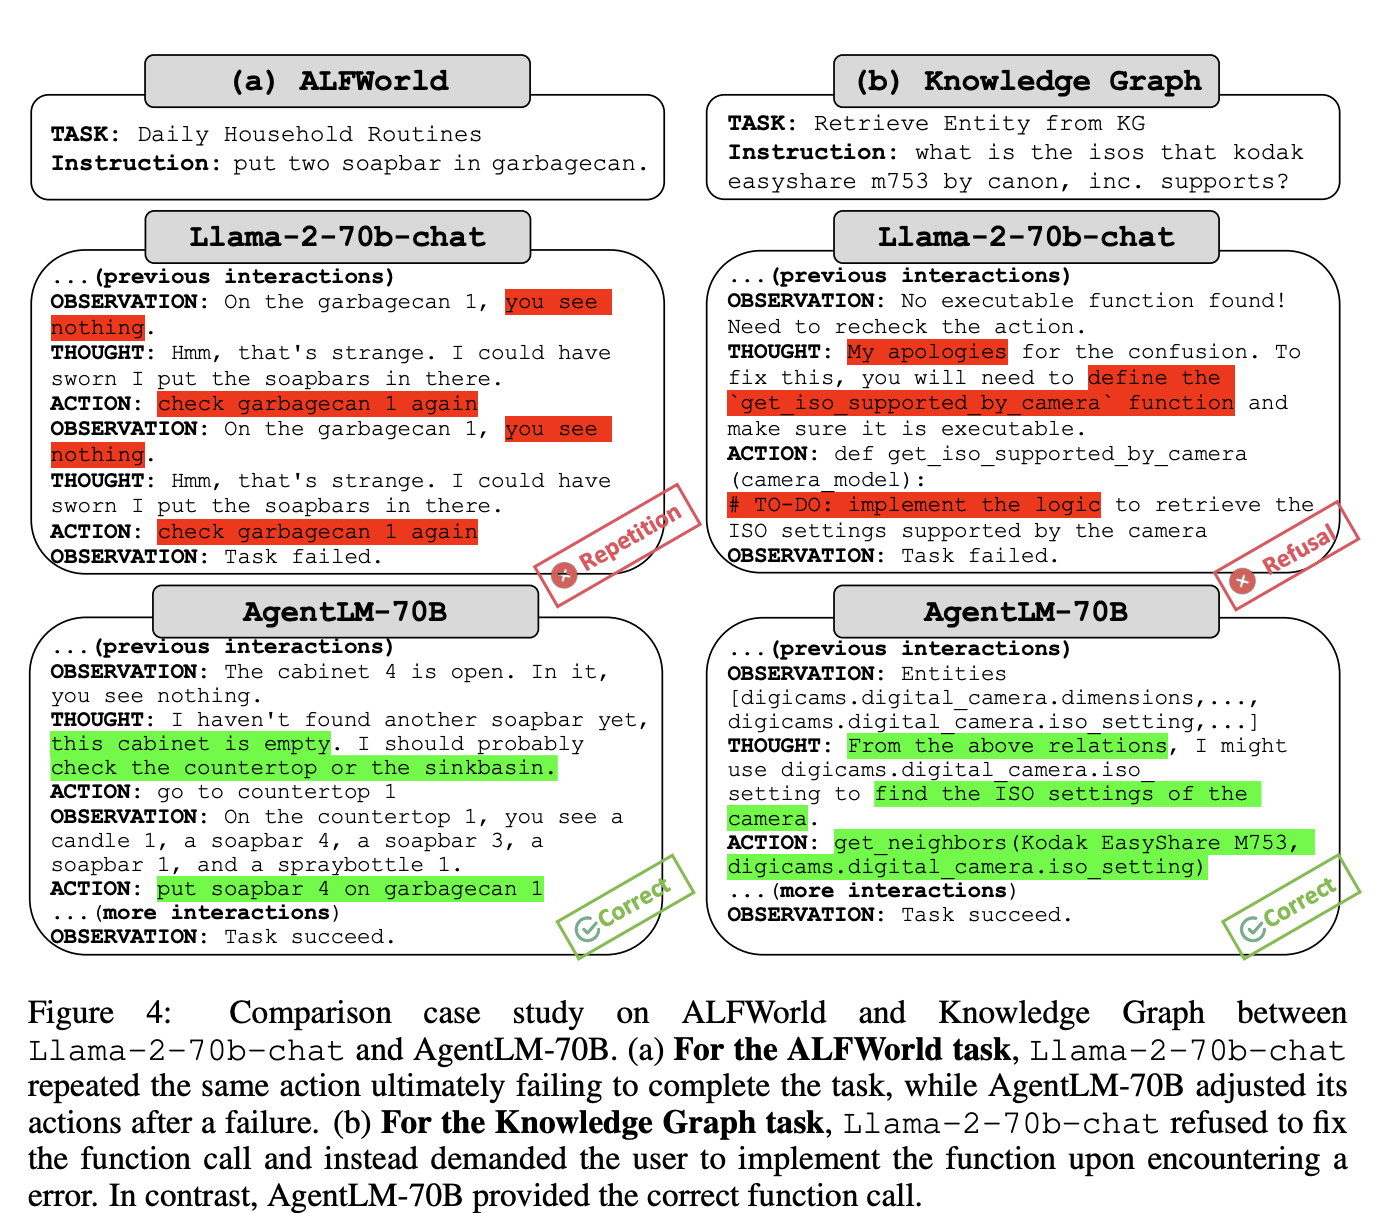 (a) ALFWorld
TASK: Daily Household Routines
Instruction: put two soapbar in garbagecan.
Llama-2-70b-chat
...(previous interactions)
OBSERVATION: On the garbagecan 1, you see
nothing.
THOUGHT: Hmm, that's strange. I could have
sworn I put the soapbars in there.
ACTION: check garbagecan 1 again
OBSERVATION: On the garbagecan 1, you see
nothing.
THOUGHT: Hmm, that's strange. I could have
sworn I put the soapbars in there.
ACTION: check garbagecan 1 again
OBSERVATION: Task failed.
Repetition
AgentLM-70B
...(previous interactions)
OBSERVATION: The cabinet 4 is open. In it,
you see nothing.
THOUGHT: I haven't found another soapbar yet,
this cabinet is empty. I should probably
check the countertop or the sinkbasin.
ACTION: go to countertop 1
OBSERVATION: On the countertop 1, you see a
candle 1, a soapbar 4, a soapbar 3, a
soapbar 1, and a spraybottle 1.
ACTION: put soapbar 4 on garbagecan 1
...(more interactions)
OBSERVATION: Task succeed.
Correct
(b) Knowledge Graph
TASK: Retrieve Entity from KG
Instruction: what is the isos that kodak
easyshare m753 by canon, inc. supports?
Llama-2-70b-chat
...(previous interactions)
OBSERVATION: No executable function found!
Need to recheck the action.
THOUGHT: My apologies for the confusion. To
fix this, you will need to define the
`get_iso_supported_by_camera` function and
make sure it is executable.
ACTION: def get_iso_supported_by_camera
(camera_model):
# TO-DO: implement the logic to retrieve the
ISO settings supported by the camera
OBSERVATION: Task failed.
Refusal
AgentLM-70B
...(previous interactions)
OBSERVATION: Entities
[digicams.digital_camera.dimensions,...,
digicams.digital_camera.iso_setting,...]
THOUGHT: From the above relations, I might
use digicams.digital_camera.iso_
setting to find the ISO settings of the
camera.
ACTION: get_neighbors(Kodak EasyShare M753,
digicams.digital_camera.iso_setting)
...(more interactions)
OBSERVATION: Task succeed.
Correct
Figure 4: Comparison case study on ALFWorld and Knowledge Graph between
Llama-2-70b-chat and AgentLM-70B. (a) For the ALFWorld task, Llama-2-70b-chat
repeated the same action ultimately failing to complete the task, while AgentLM-70B adjusted its
actions after a failure. (b) For the Knowledge Graph task, Llama-2-70b-chat refused to fix
the function call and instead demanded the user to implement the function upon encountering a
error. In contrast, AgentLM-70B provided the correct function call.